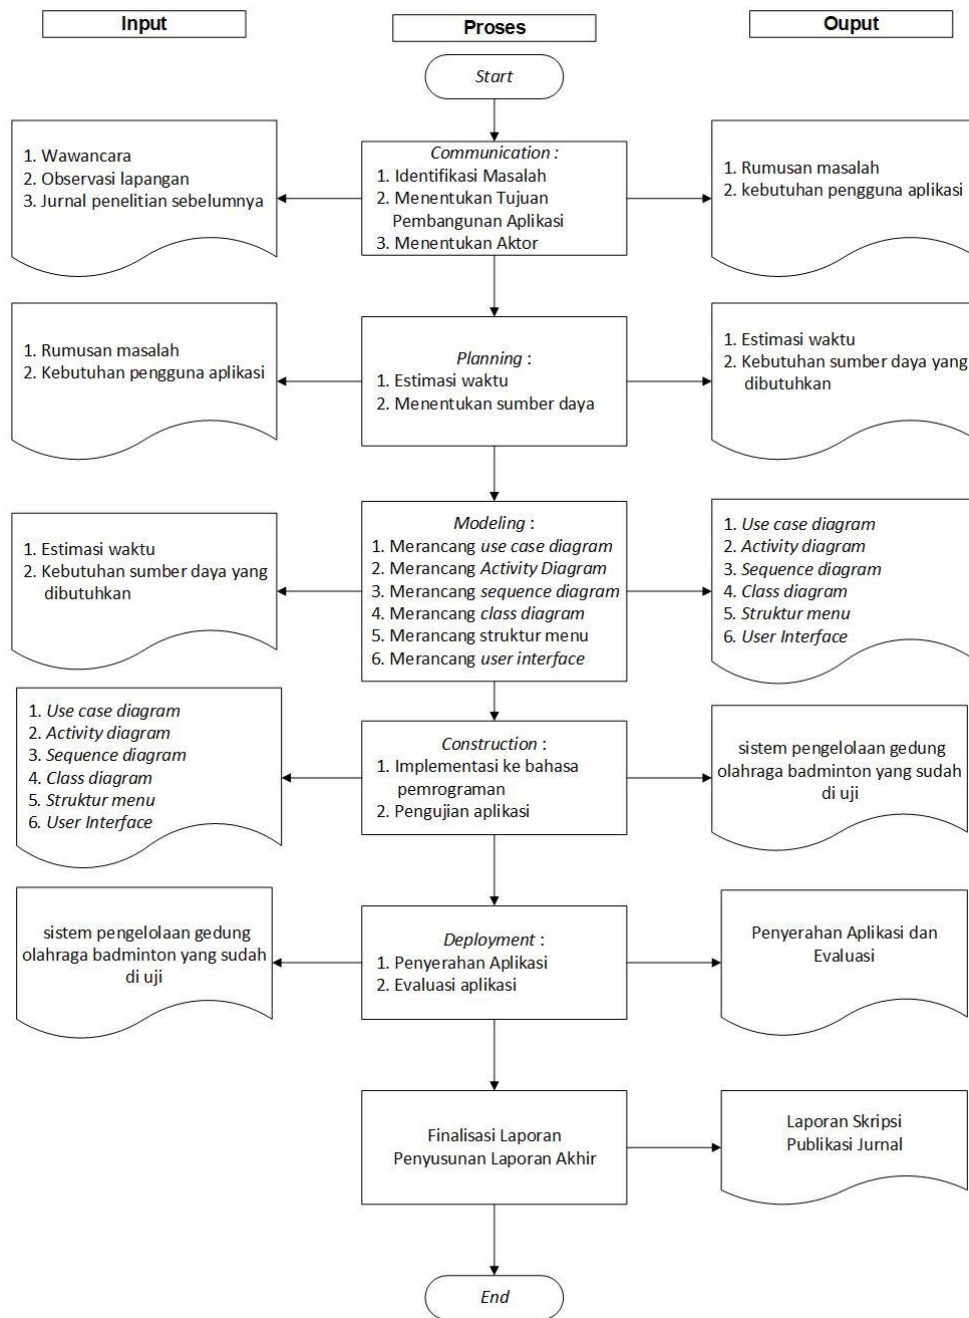 Input
Proses
Ouput
Start
1. Wawancara
2. Observasi lapangan
3. Jurnal penelitian sebelumnya
Communication :
1. Identifikasi Masalah
2. Menentukan Tujuan
Pembangunan Aplikasi
3. Menentukan Aktor
1. Rumusan masalah
2. kebutuhan pengguna aplikasi
1. Rumusan masalah
2. Kebutuhan pengguna aplikasi
Planning :
1. Estimasi waktu
2. Menentukan sumber daya
1. Estimasi waktu
2. Kebutuhan sumber daya yang
dibutuhkan
1. Estimasi waktu
2. Kebutuhan sumber daya yang
dibutuhkan
Modeling :
1. Merancang use case diagram
2. Merancang Activity Diagram
3. Merancang sequence diagram
4. Merancang class diagram
5. Merancang struktur menu
6. Merancang user interface
1. Use case diagram
2. Activity diagram
3. Sequence diagram
4. Class diagram
5. Struktur menu
6. User Interface
1. Use case diagram
2. Activity diagram
3. Sequence diagram
4. Class diagram
5. Struktur menu
6. User Interface
Construction :
1. Implementasi ke bahasa
pemrograman
2. Pengujian aplikasi
sistem pengelolaan gedung
olahraga badminton yang sudah
di uji
sistem pengelolaan gedung
olahraga badminton yang sudah
di uji
Deployment :
1. Penyerahan Aplikasi
2. Evaluasi aplikasi
Penyerahan Aplikasi dan
Evaluasi
Finalisasi Laporan
Penyusunan Laporan Akhir
Laporan Skripsi
Publikasi Jurnal
End